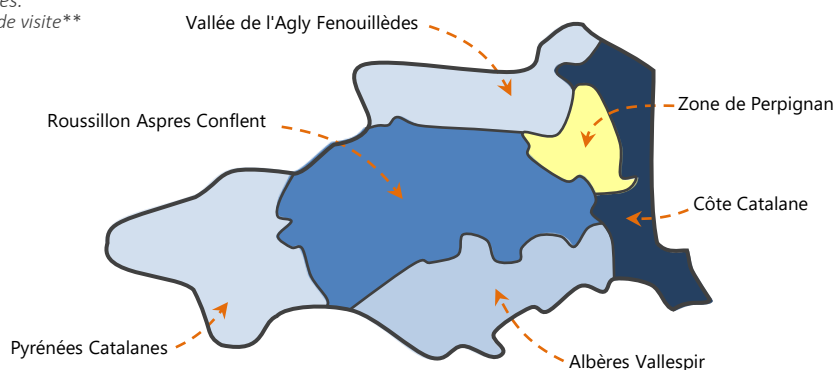 de visite**
Vallée de l'Agly Fenouillèdes
Zone de Perpignan
Roussillon Aspres Conflent
Côte Catalane
Pyrénées Catalanes
Albères Vallespir